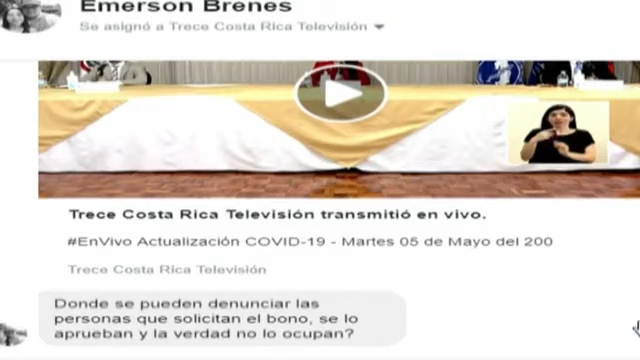 Emerson Brenes
Se asignó a Trece Costa Rica Televisión
Trece Costa Rica Televisión transmitió en vivo.
#EnVivo Actualización COVID-19 - Martes 05 de Mayo del 200
Trece Costa Rica Televisión
Donde se pueden denunciar las
personas que solicitan el bono, se lo
aprueban y la verdad no lo ocupan?